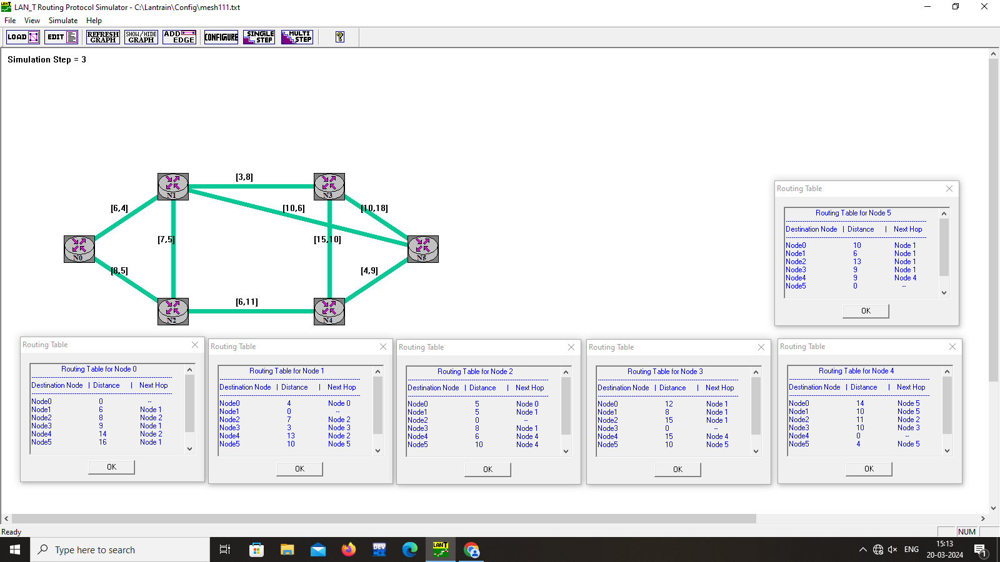 LAN_T Routing Protocol Simulator - C:\Lantrain\Config\mesh111.txt
File View Simulate Help
LOAD EDIT REFRESH GRAPH SHOW/HIDE GRAPH ADD EDGE CONFIGURE SINGLE STEP MULTI STEP ?
Simulation Step = 3
[3,8]
N1 N3
[6,4] [10,6] [10,18]
[7,5] [15,10]
N0 N5
[8,5] [4,9]
[6,11]
N2 N4
Routing Table
Routing Table for Node 5
Destination Node | Distance | Next Hop
Node0 10 Node 1
Node1 6 Node 1
Node2 13 Node 1
Node3 9 Node 1
Node4 9 Node 4
Node5 0 --
OK
Routing Table
Routing Table for Node 0
Destination Node | Distance | Next Hop
Node0 0 --
Node1 6 Node 1
Node2 8 Node 2
Node3 9 Node 1
Node4 14 Node 2
Node5 16 Node 1
OK
Routing Table
Routing Table for Node 1
Destination Node | Distance | Next Hop
Node0 4 Node 0
Node1 0 --
Node2 7 Node 2
Node3 3 Node 3
Node4 13 Node 2
Node5 10 Node 5
OK
Routing Table
Routing Table for Node 2
Destination Node | Distance | Next Hop
Node0 5 Node 0
Node1 5 Node 1
Node2 0 --
Node3 8 Node 1
Node4 6 Node 4
Node5 10 Node 4
OK
Routing Table
Routing Table for Node 3
Destination Node | Distance | Next Hop
Node0 12 Node 1
Node1 8 Node 1
Node2 15 Node 1
Node3 0 --
Node4 15 Node 4
Node5 10 Node 5
OK
Routing Table
Routing Table for Node 4
Destination Node | Distance | Next Hop
Node0 14 Node 5
Node1 10 Node 5
Node2 11 Node 2
Node3 10 Node 3
Node4 0 --
Node5 4 Node 5
OK
Ready NUM
Type here to search DEV LANT ENG 15:13
20-03-2024 1